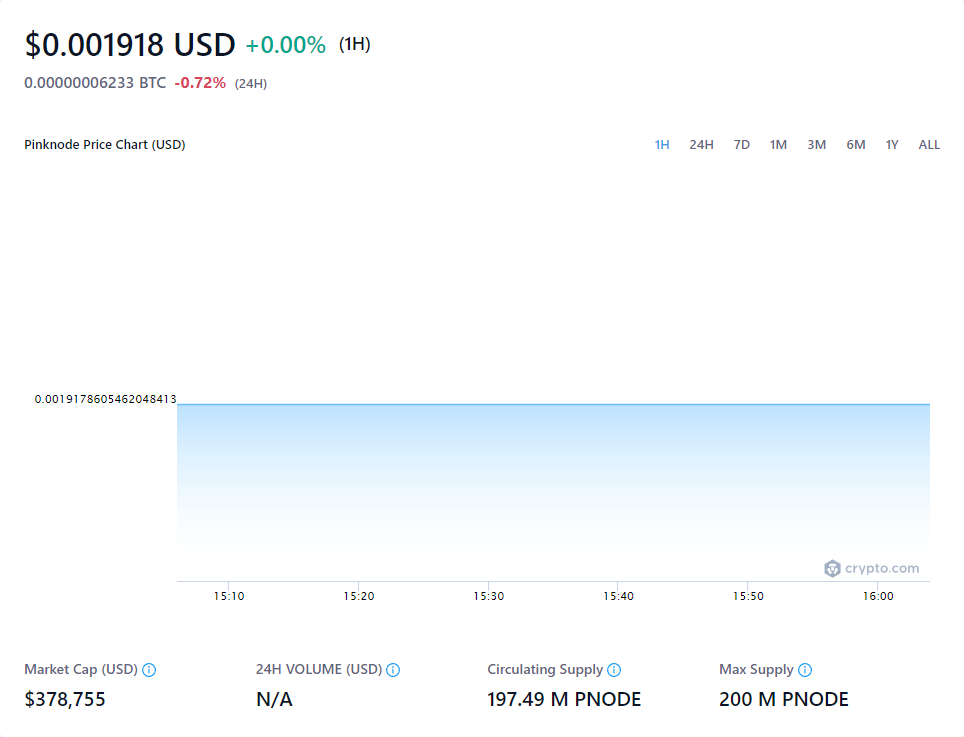 $0.001918 USD +0.00% (1H)
0.00000006233 BTC -0.72% (24H)
Pinknode Price Chart (USD) 1H 24H 7D 1M 3M 6M 1Y ALL
0.0019178605462048413
crypto.com
15:10 15:20 15:30 15:40 15:50 16:00
Market Cap (USD) 24H VOLUME (USD) Circulating Supply Max Supply
$378,755 N/A 197.49 M PNODE 200 M PNODE